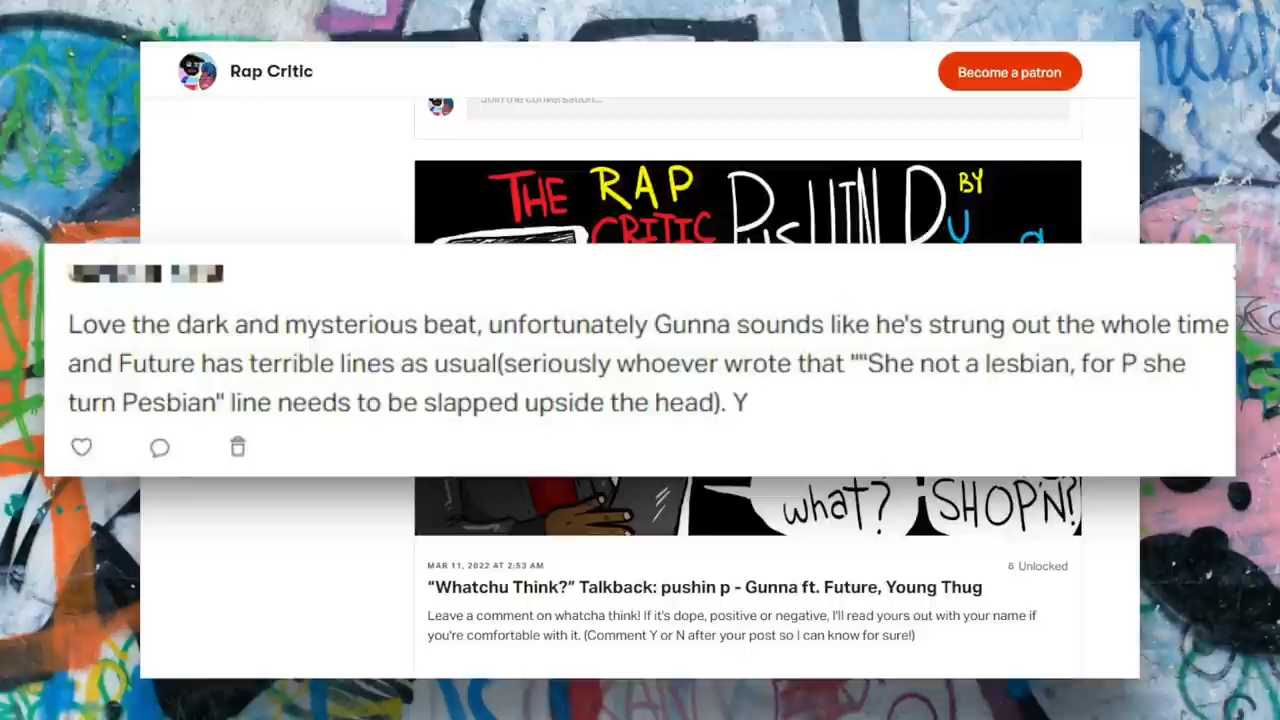 Rap Critic
Become a patron
Join the conversation...
THE RAP CRITIC PUSHIN P BY
Love the dark and mysterious beat, unfortunately Gunna sounds like he's strung out the whole time
and Future has terrible lines as usual(seriously whoever wrote that ""She not a lesbian, for P she
turn Pesbian" line needs to be slapped upside the head). Y
what? SHOPN?
MAR 11, 2022 AT 2:53 AM
Unlocked
“Whatchu Think?” Talkback: pushin p - Gunna ft. Future, Young Thug
Leave a comment on whatcha think! If it's dope, positive or negative, I'll read yours out with your name if
you're comfortable with it. (Comment Y or N after your post so I can know for sure!)